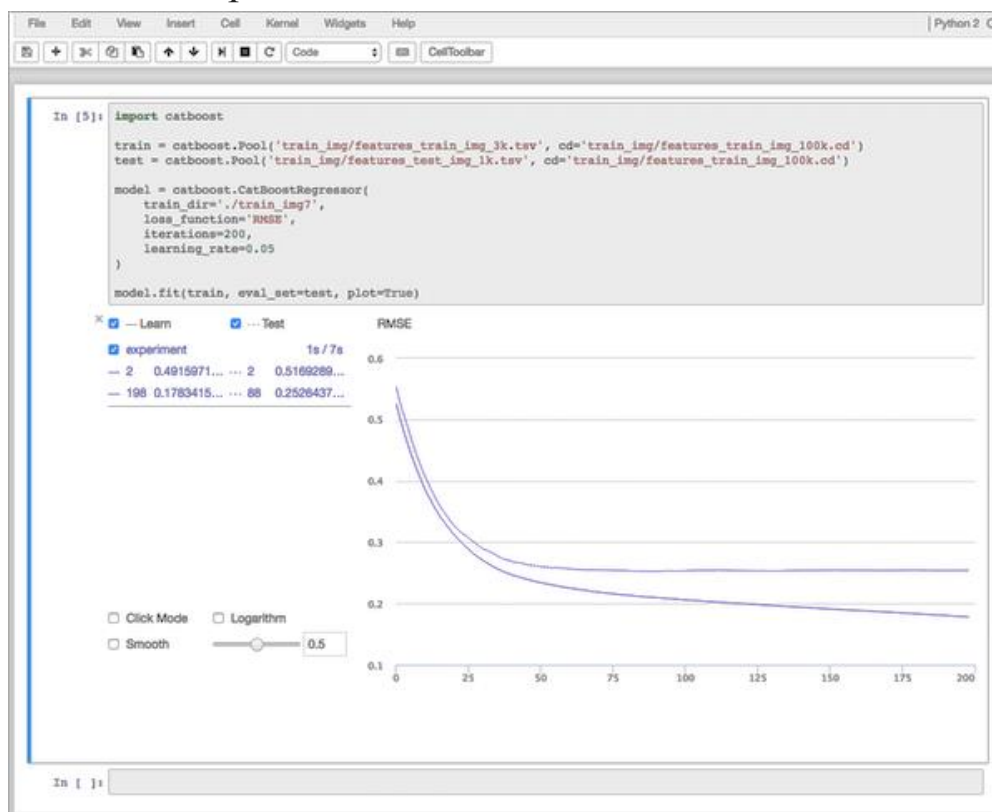 File Edit View Insert Cell Kernel Widgets Help Python 2
Code CellToolbar
In [5]: import catboost
train = catboost.Pool('train_img/features_train_img_3k.tsv', cd='train_img/features_train_img_100k.cd')
test = catboost.Pool('train_img/features_test_img_1k.tsv', cd='train_img/features_train_img_100k.cd')
model = catboost.CatBoostRegressor(
train_dir='./train_img7',
loss_function='RMSE',
iterations=200,
learning_rate=0.05
)
model.fit(train, eval_set=test, plot=True)
— Learn --- Test RMSE
experiment 1s / 7s
— 2 0.4915971... --- 2 0.5169289...
— 198 0.1783415... --- 88 0.2526437...
0.6
0.5
0.4
0.3
0.2
0.1
Click Mode Logarithm
Smooth 0.5
0 25 50 75 100 125 150 175 200
In [ ]: